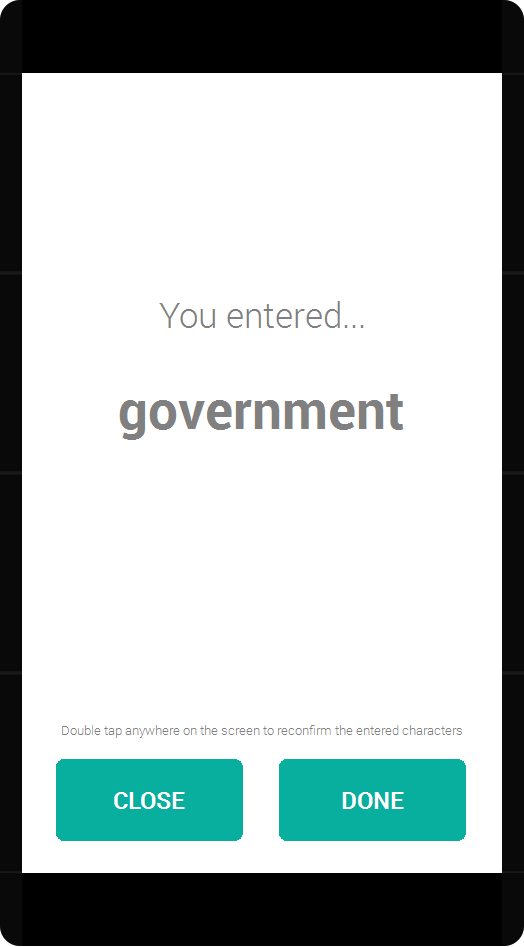 You entered...
government
Double tap anywhere on the screen to reconfirm the entered characters
CLOSE
DONE